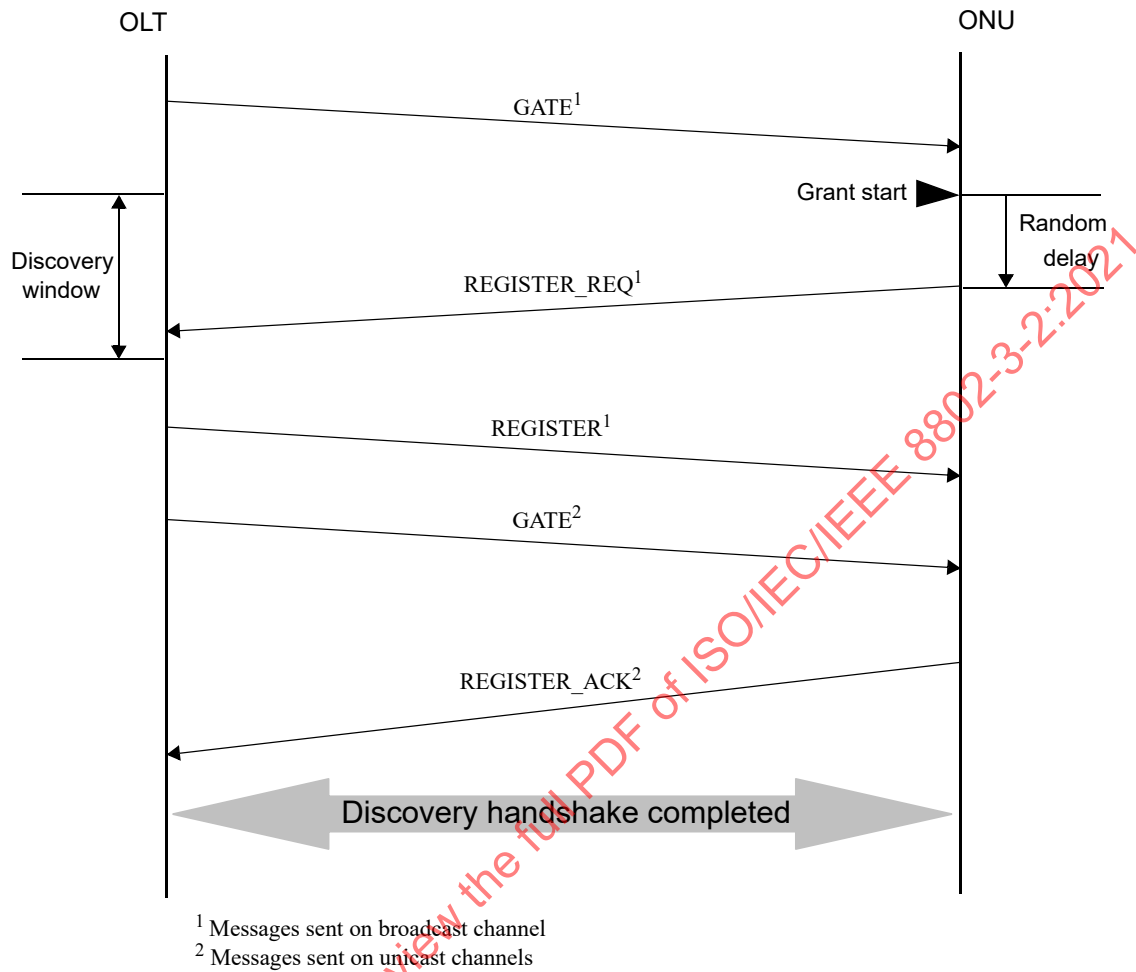 OLT
ONU
GATE1
Grant start
Random
delay
Discovery
window
REGISTER_REQ1
REGISTER1
GATE2
REGISTER_ACK2
Discovery handshake completed
1 Messages sent on broadcast channel
2 Messages sent on unicast channels
view the full PDF of ISO/IEC/IEEE 8802-3-2:2021